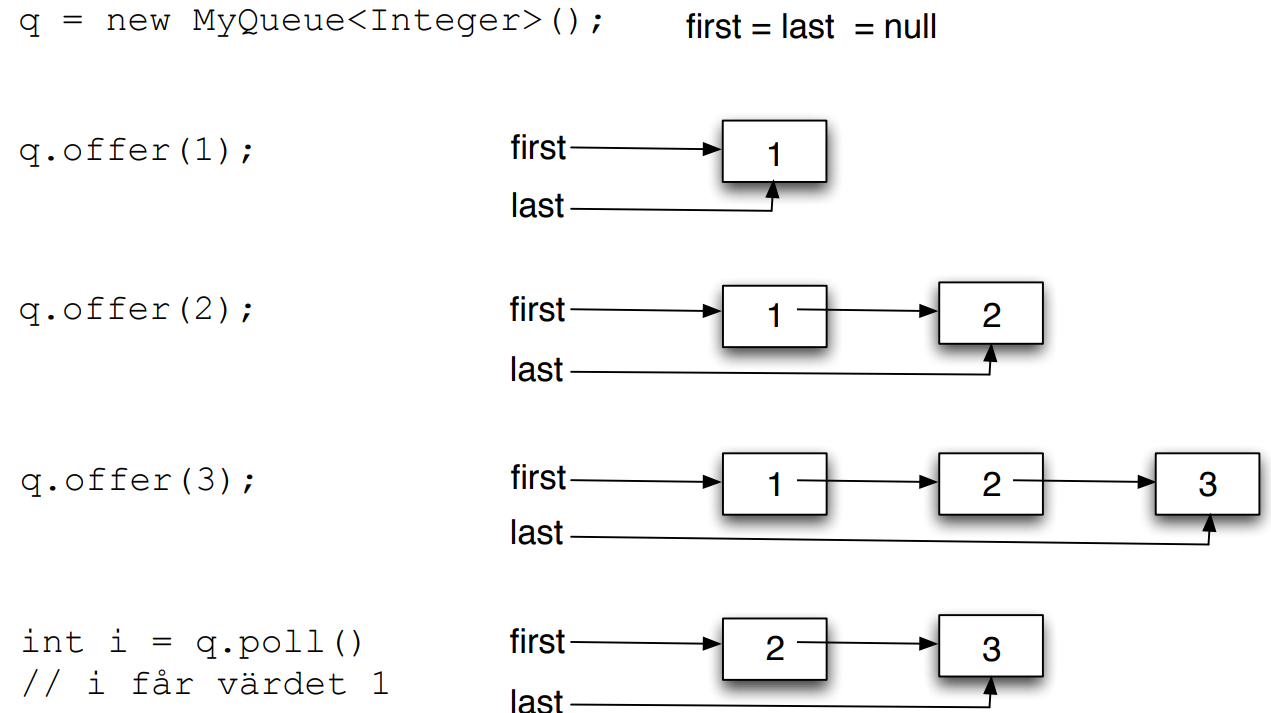 q = new MyQueue<Integer>(); first = last = null
q.offer(1);
first
1
last
q.offer(2);
first
1
2
last
q.offer(3);
first
1
2
3
last
int i = q.poll()
// i får värdet 1
first
2
3
last